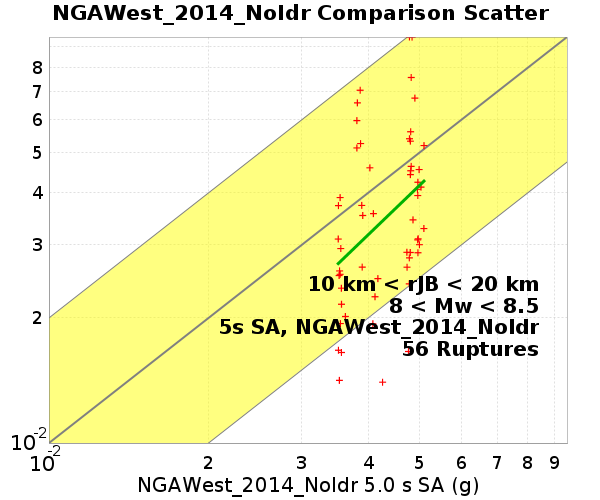 NGAWest_2014_NoIdr Comparison Scatter
8
7
6
5
4
3
2
10 km < rJB < 20 km
8 < Mw < 8.5
5s SA, NGAWest_2014_NoIdr
56 Ruptures
10-2
10-2 2 3 4 5 6 7 8 9
NGAWest_2014_NoIdr 5.0 s SA (g)